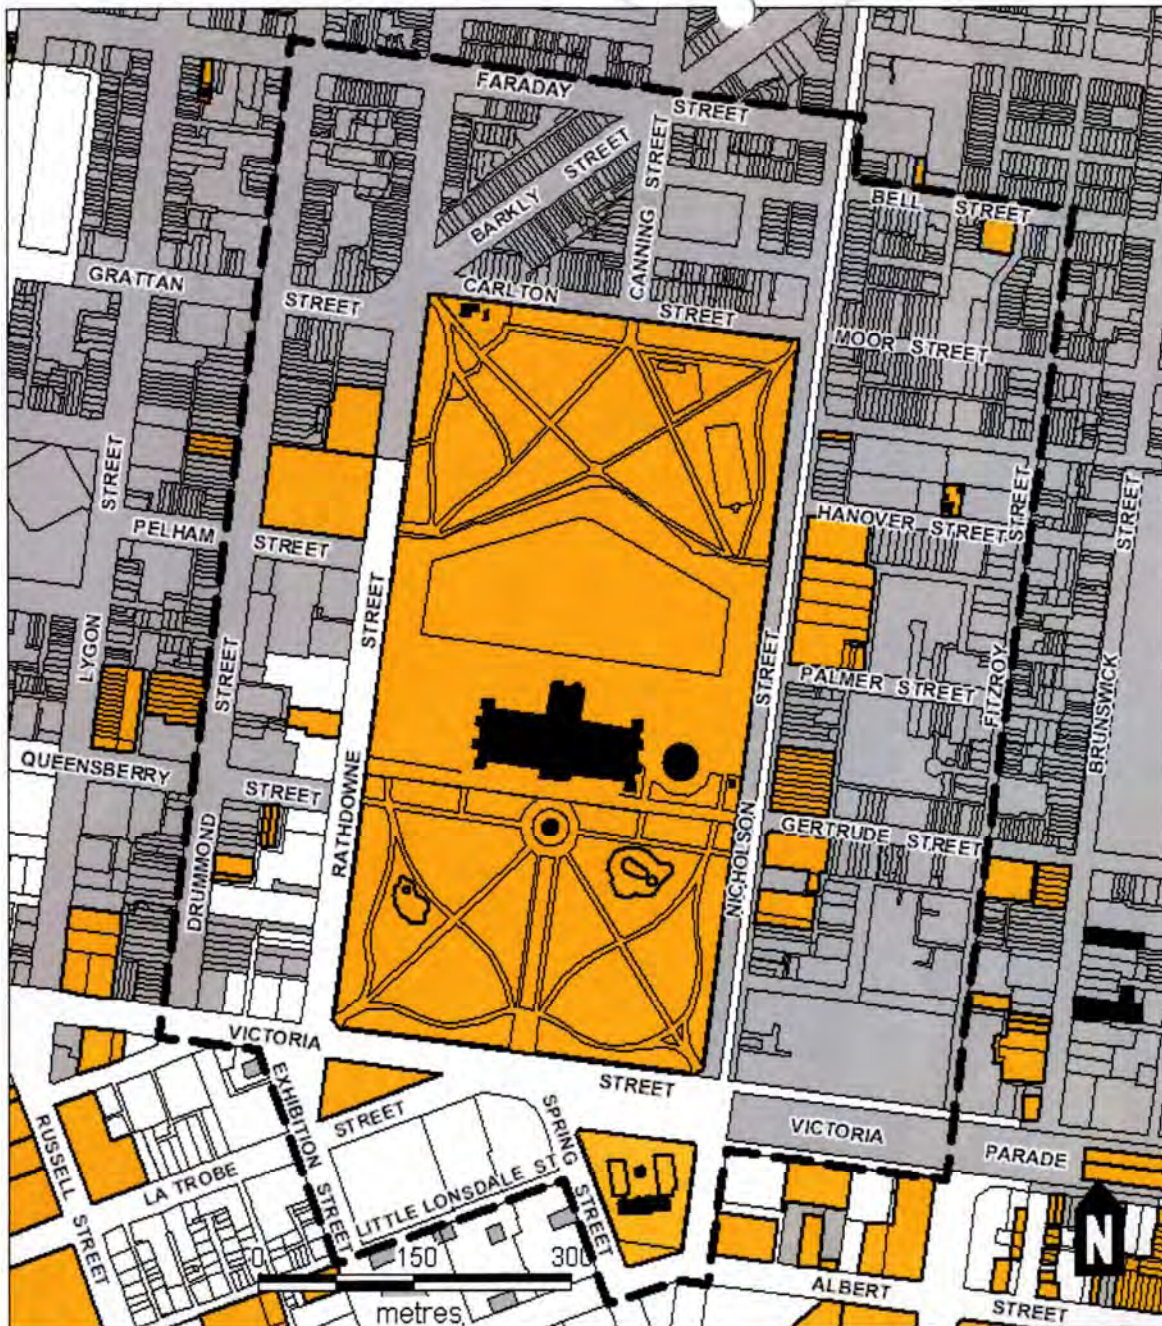 FARADAY STREET
BARKLY STREET
CANNING STREET
BELL STREET
GRATTAN STREET
CARLTON STREET
MOOR STREET
STREET
PELHAM STREET
HANOVER STREET
STREET
STREET
LYGON
STREET
STREET
STREET
PALMER STREET
FITZROY
BRUNSWICK
QUEENSBERRY STREET
RATHDOWNE
NICHOLSON
GERTRUDE STREET
DRUMMOND
VICTORIA STREET
EXHIBITION STREET
STREET
SPRING STREET
VICTORIA PARADE
RUSSELL STREET
LA TROBE
LITTLE LONSDALE ST
N
0 150 300
metres
ALBERT STREET